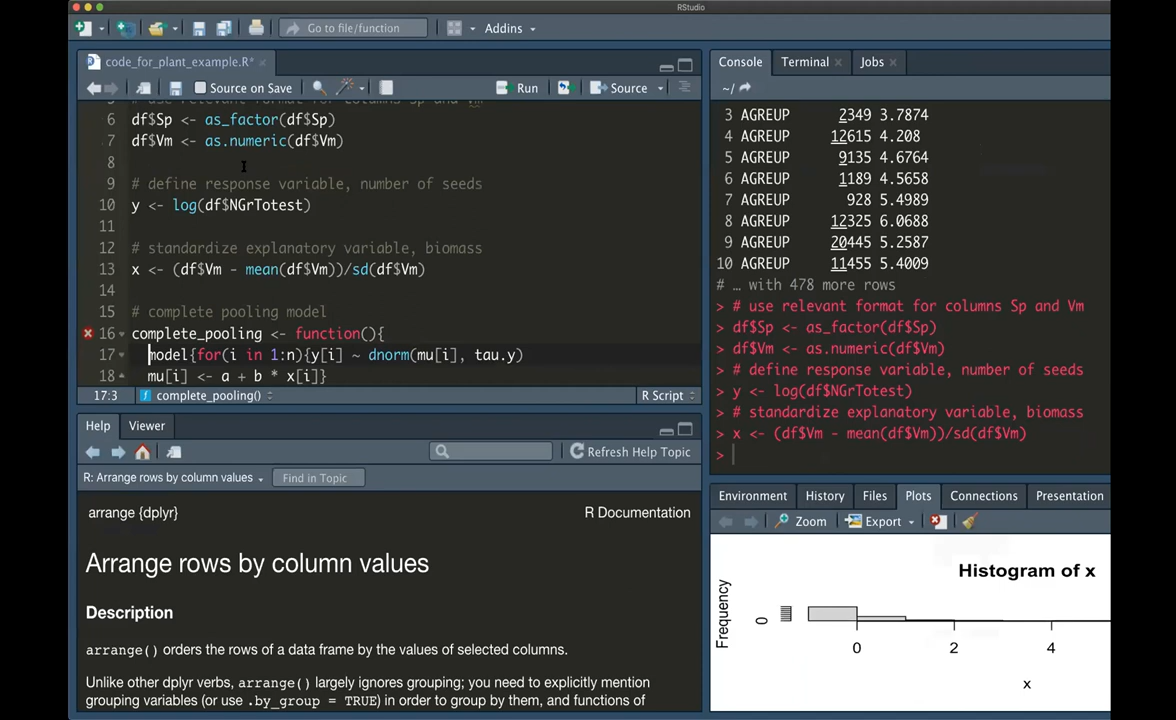 RStudio
Go to file/function
Addins
code_for_plant_example.R*
Source on Save
Run
Source
5 # use relevant format for columns Sp and Vm
6 df$Sp <- as_factor(df$Sp)
7 df$Vm <- as.numeric(df$Vm)
8
9 # define response variable, number of seeds
10 y <- log(df$NGrTotest)
11
12 # standardize explanatory variable, biomass
13 x <- (df$Vm - mean(df$Vm))/sd(df$Vm)
14
15 # complete pooling model
16 complete_pooling <- function(){
17 model{for(i in 1:n){y[i] ~ dnorm(mu[i], tau.y)
18 mu[i] <- a + b * x[i]}
17:3 complete_pooling() R Script
Help Viewer
Refresh Help Topic
R: Arrange rows by column values Find in Topic
arrange {dplyr} R Documentation
Arrange rows by column values
Description
arrange() orders the rows of a data frame by the values of selected columns.
Unlike other dplyr verbs, arrange() largely ignores grouping; you need to explicitly mention
grouping variables (or use .by_group = TRUE) in order to group by them, and functions of
Console Terminal Jobs
~/
3 AGREUP 2349 3.7874
4 AGREUP 12615 4.208
5 AGREUP 9135 4.6764
6 AGREUP 1189 4.5658
7 AGREUP 928 5.4989
8 AGREUP 12325 6.0688
9 AGREUP 20445 5.2587
10 AGREUP 11455 5.4009
# … with 478 more rows
> # use relevant format for columns Sp and Vm
> df$Sp <- as_factor(df$Sp)
> df$Vm <- as.numeric(df$Vm)
> # define response variable, number of seeds
> y <- log(df$NGrTotest)
> # standardize explanatory variable, biomass
> x <- (df$Vm - mean(df$Vm))/sd(df$Vm)
>
Environment History Files Plots Connections Presentation
Zoom Export
Histogram of x
Frequency
0
0 2 4
x